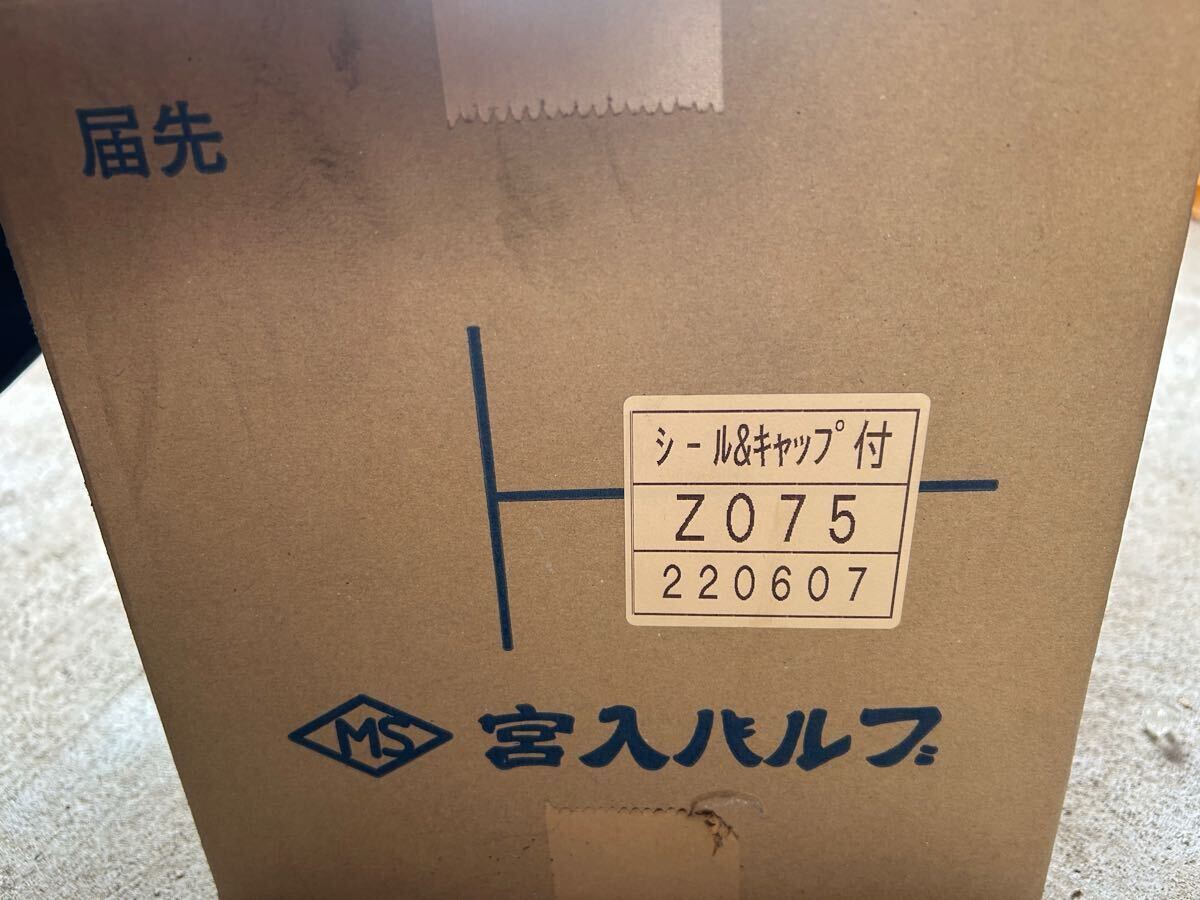 届先
シール&キャップ付
Z075
220607
MS 宮入バルブ